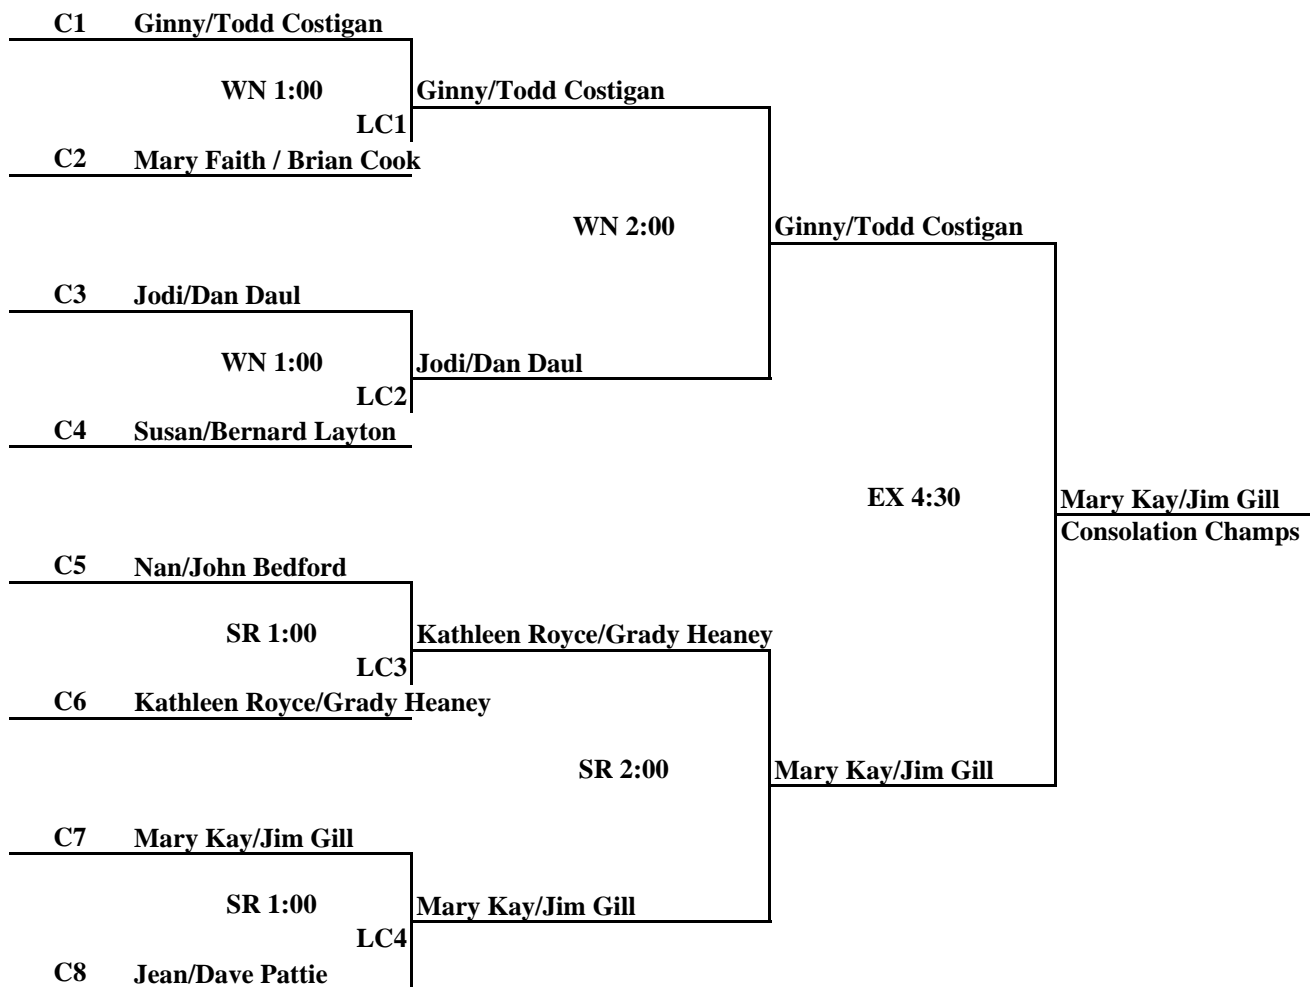 C1 Ginny/Todd Costigan
WN 1:00 Ginny/Todd Costigan
LC1
C2 Mary Faith / Brian Cook
WN 2:00 Ginny/Todd Costigan
C3 Jodi/Dan Daul
WN 1:00 Jodi/Dan Daul
LC2
C4 Susan/Bernard Layton
EX 4:30 Mary Kay/Jim Gill
Consolation Champs
C5 Nan/John Bedford
SR 1:00 Kathleen Royce/Grady Heaney
LC3
C6 Kathleen Royce/Grady Heaney
SR 2:00 Mary Kay/Jim Gill
C7 Mary Kay/Jim Gill
SR 1:00 Mary Kay/Jim Gill
LC4
C8 Jean/Dave Pattie